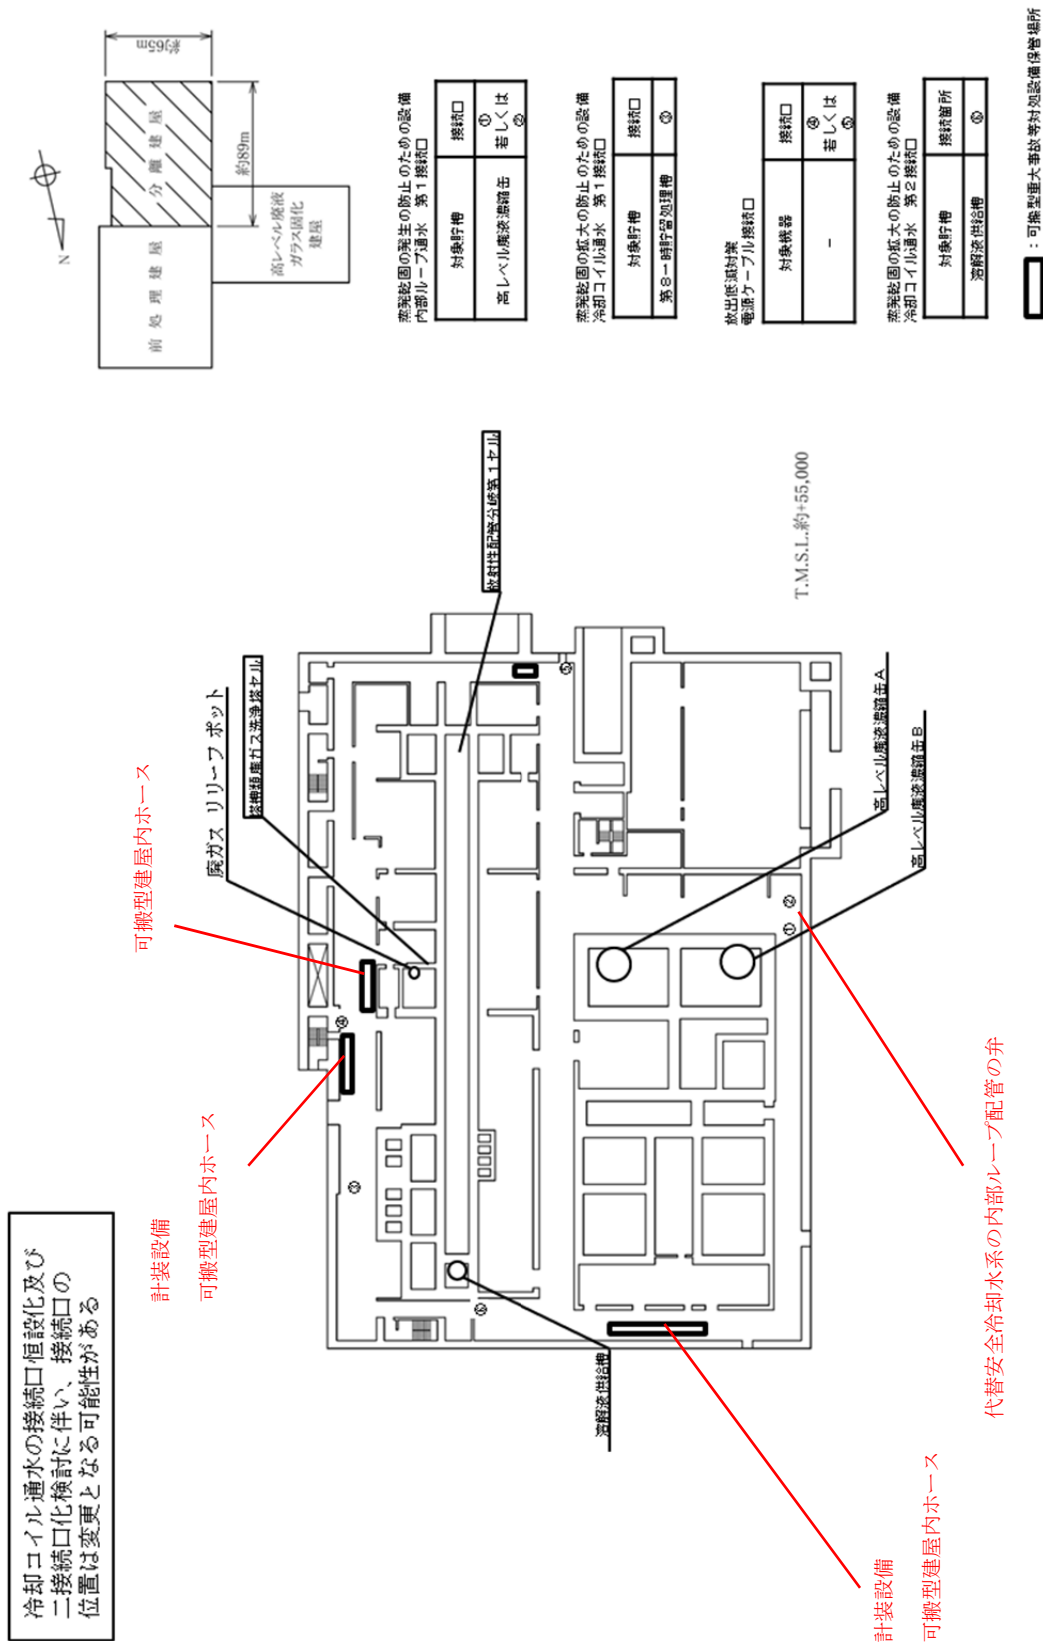 冷却コイル通水の接続口恒設化及び
二接続口化検討に伴い、接続口の
位置は変更となる可能性がある
計装設備
可搬型建屋内ホース
可搬型建屋内ホース
廃ガス リリーフ ポット
塔槽類廃ガス洗浄塔セル
放射性配管分岐第1セル
溶解液供給槽
高レベル廃液濃縮缶A
高レベル廃液濃縮缶B
計装設備
可搬型建屋内ホース
代替安全冷却水系の内部ループ配管の弁
①
②
③
④
⑤
⑥
T.M.S.L.約+55,000
N
前処理建屋
分離建屋
高レベル廃液
ガラス固化
建屋
約89m
約65m
蒸発乾固の発生の防止のための設備
内部ループ通水 第1接続口
対象貯槽 接続口
高レベル廃液濃縮缶 ①
若しくは
②
蒸発乾固の拡大の防止のための設備
冷却コイル通水 第1接続口
対象貯槽 接続口
第8一時貯留処理槽 ③
放出低減対策
電源ケーブル接続口
対象機器 接続口
－ ④
若しくは
⑤
蒸発乾固の拡大の防止のための設備
冷却コイル通水 第2接続口
対象貯槽 接続箇所
溶解液供給槽 ⑥
：可搬型重大事故等対処設備保管場所